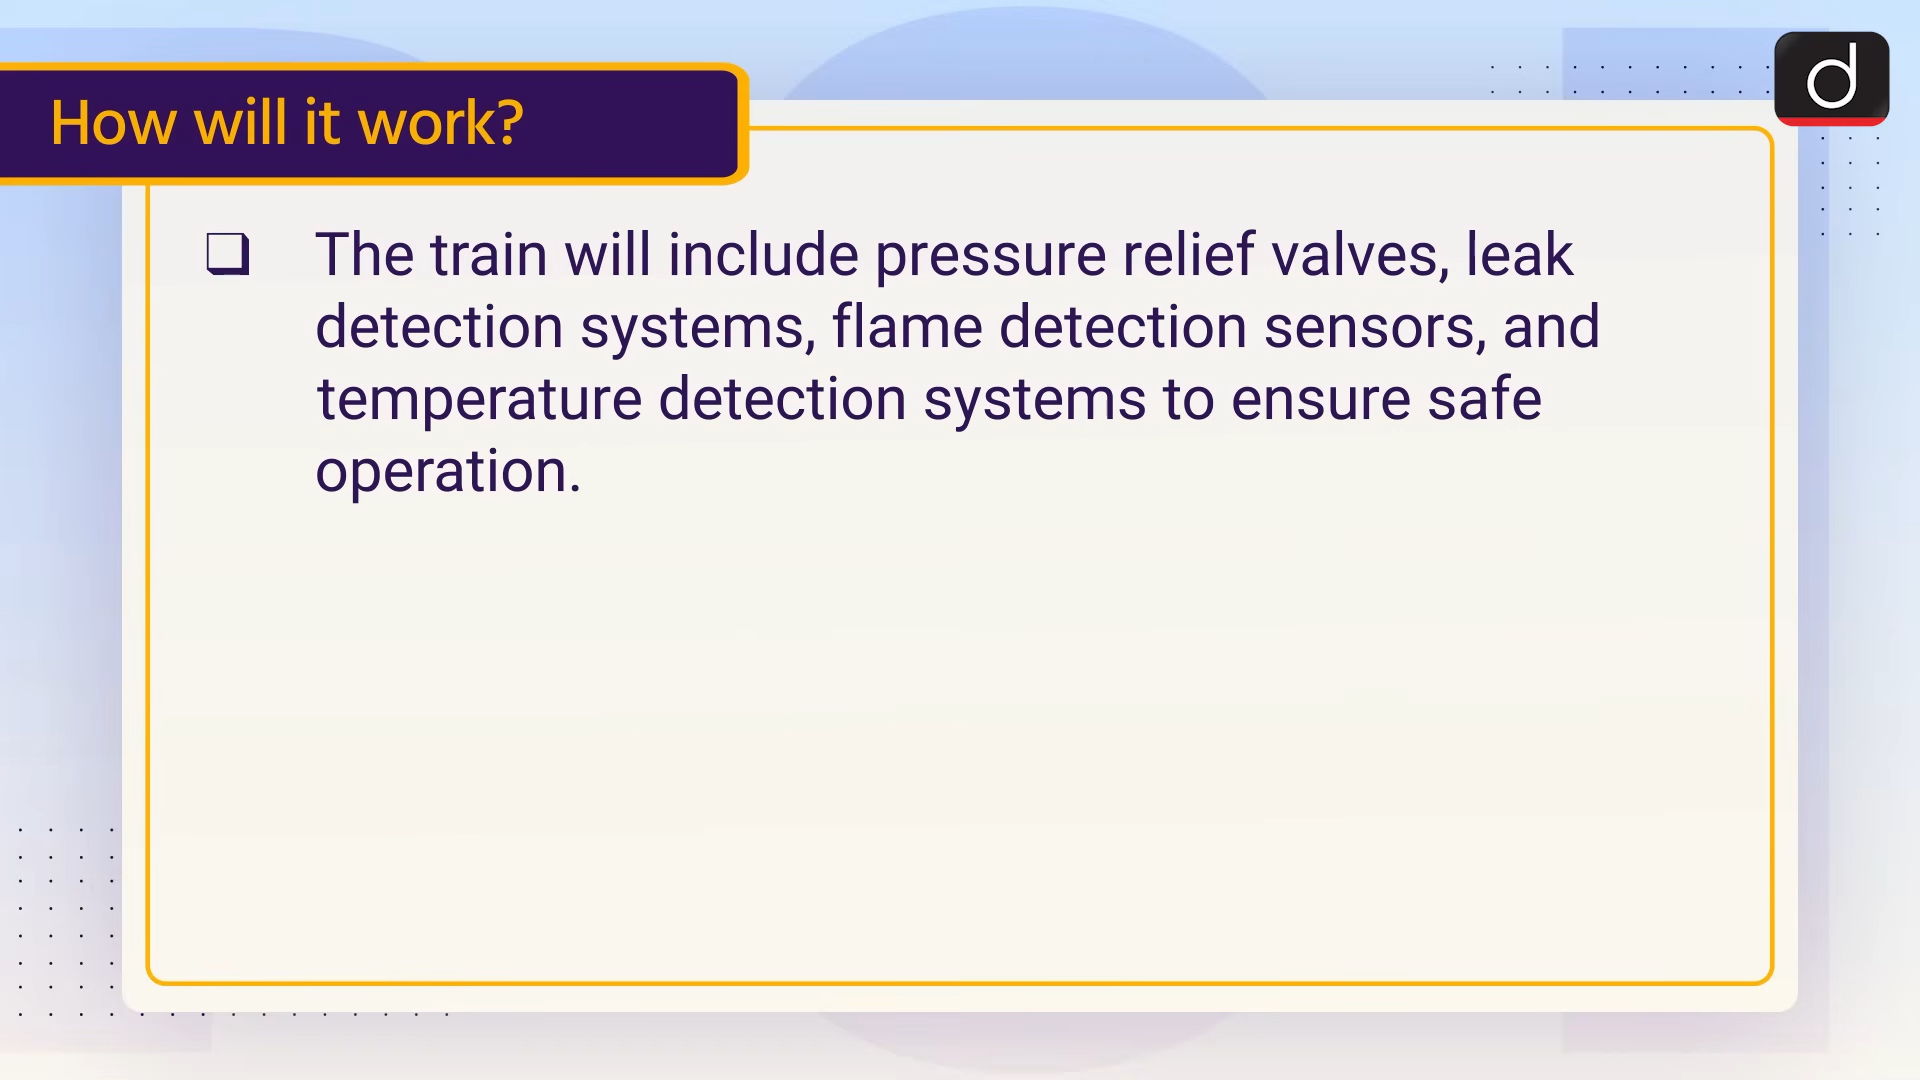 How will it work?
❑ The train will include pressure relief valves, leak
detection systems, flame detection sensors, and
temperature detection systems to ensure safe
operation.
d